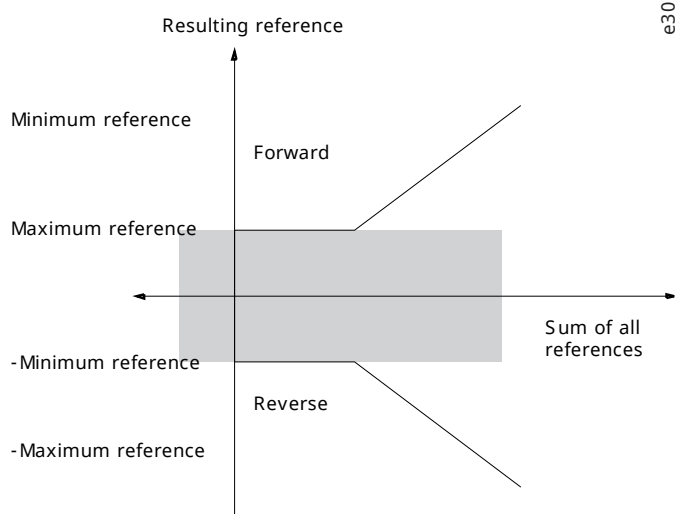 Resulting reference
e30
Minimum reference
Forward
Maximum reference
Sum of all
references
-Minimum reference
Reverse
-Maximum reference